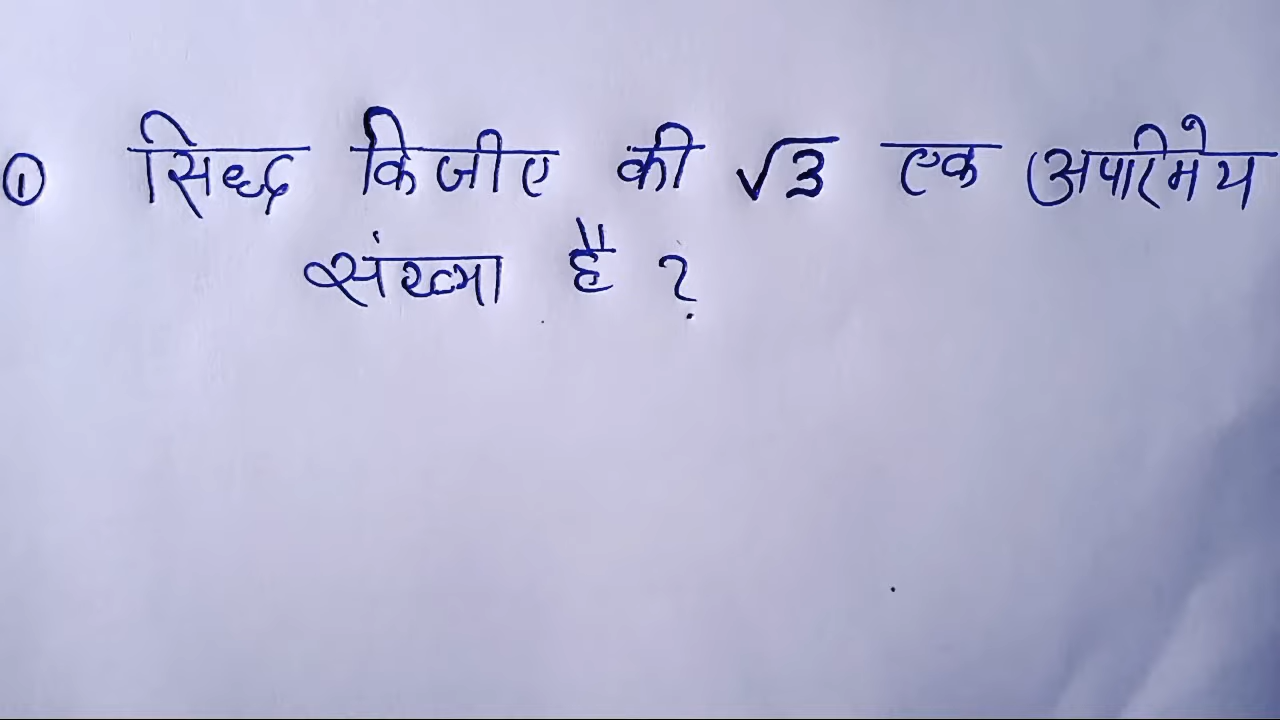 ① सिध्द किजीए की √3 एक अपरिमेय
संख्या है ?